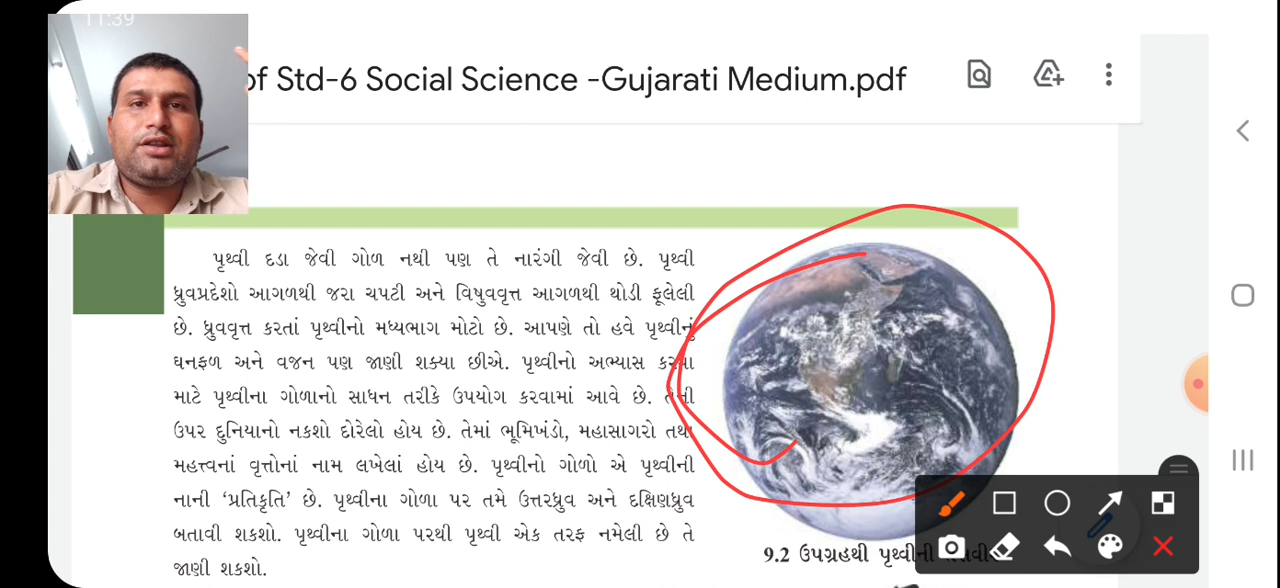 11:39
of Std-6 Social Science -Gujarati Medium.pdf
પૃથ્વી દડા જેવી ગોળ નથી પણ તે નારંગી જેવી છે. પૃથ્વી
ધ્રુવપ્રદેશો આગળથી જરા ચપટી અને વિષુવવૃત્ત આગળથી થોડી ફૂલેલી
છે. ધ્રુવવૃત્ત કરતાં પૃથ્વીનો મધ્યભાગ મોટો છે. આપણે તો હવે પૃથ્વીનું
ઘનફળ અને વજન પણ જાણી શક્યા છીએ. પૃથ્વીનો અભ્યાસ કરવા
માટે પૃથ્વીના ગોળાનો સાધન તરીકે ઉપયોગ કરવામાં આવે છે. તેની
ઉપર દુનિયાનો નકશો દોરેલો હોય છે. તેમાં ભૂમિખંડો, મહાસાગરો તથા
મહત્ત્વનાં વૃત્તોનાં નામ લખેલાં હોય છે. પૃથ્વીનો ગોળો એ પૃથ્વીની
નાની ‘પ્રતિકૃતિ’ છે. પૃથ્વીના ગોળા પર તમે ઉત્તરધ્રુવ અને દક્ષિણધ્રુવ
બતાવી શકશો. પૃથ્વીના ગોળા પરથી પૃથ્વી એક તરફ નમેલી છે તે
જાણી શકશો.
9.2 ઉપગ્રહથી પૃથ્વીની